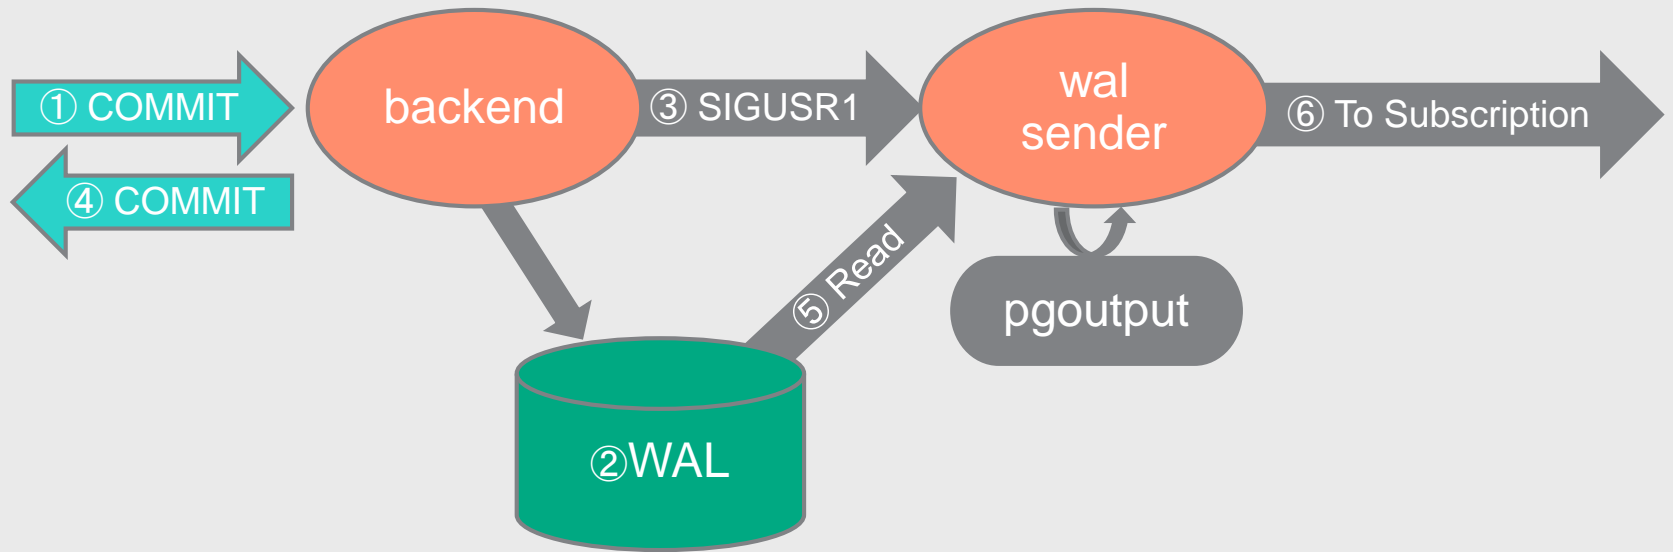 ① COMMIT
backend
③ SIGUSR1
wal
sender
⑥ To Subscription
④ COMMIT
⑤ Read
pgoutput
②WAL